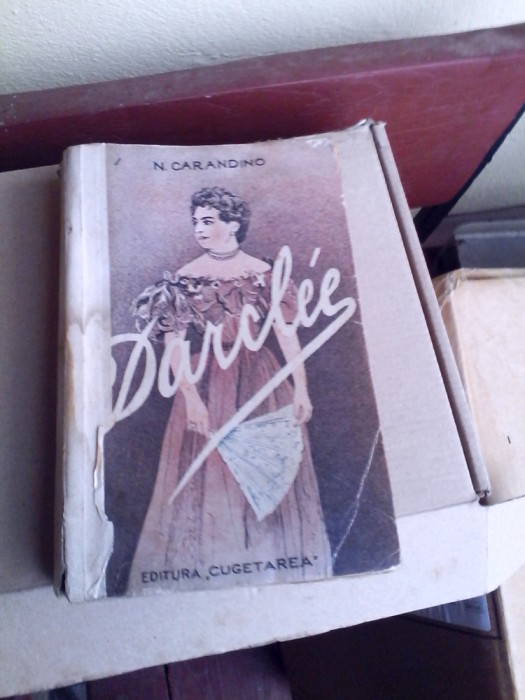 N. CARANDINO
Darclée
EDITURA „CUGETAREA"